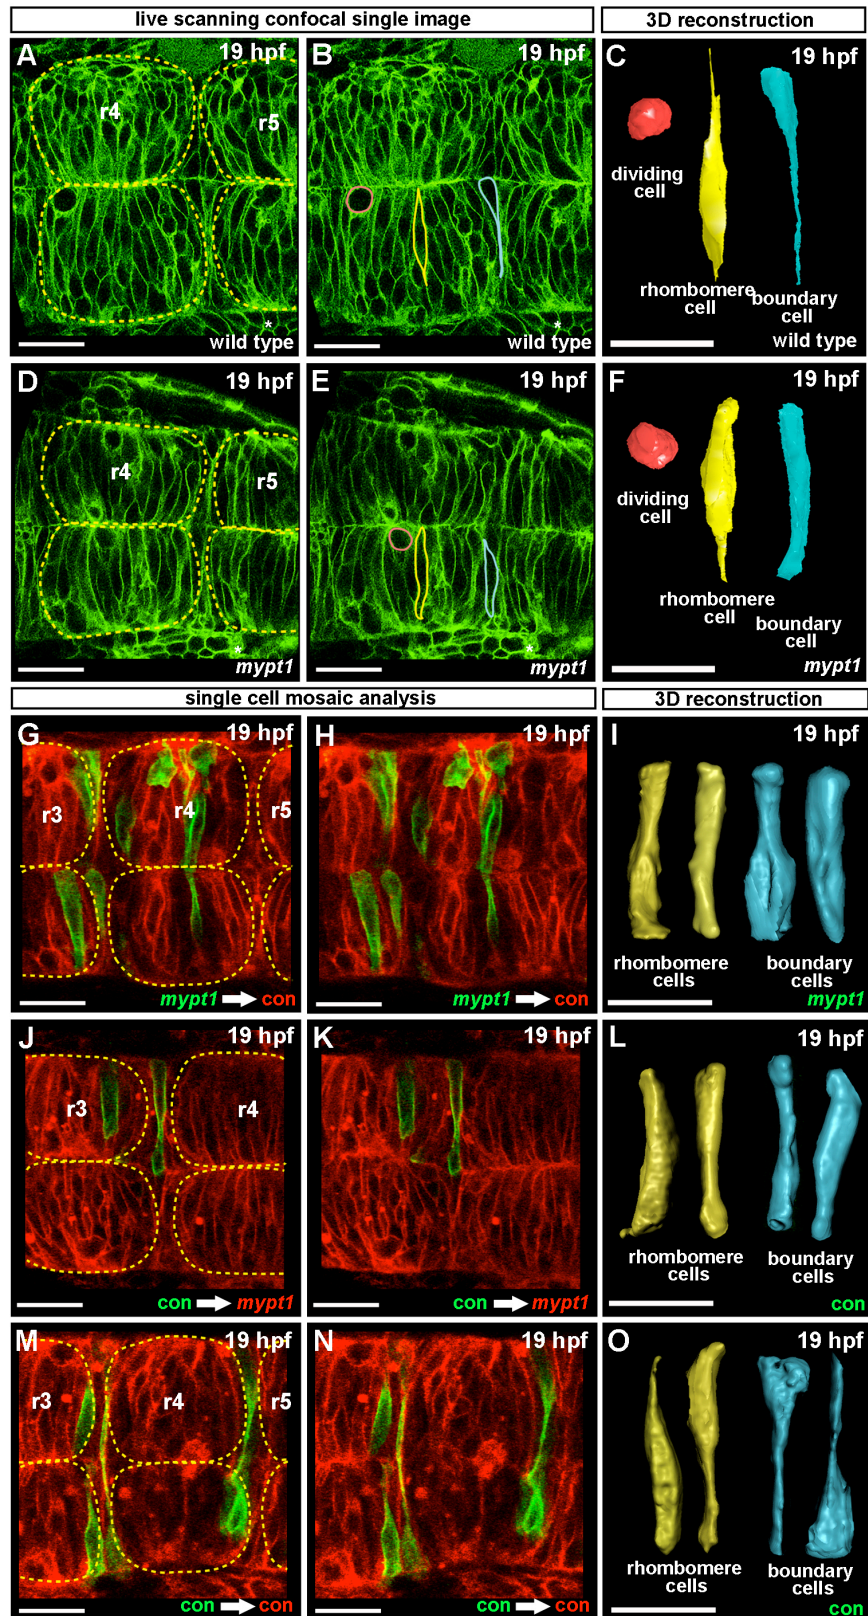 live scanning confocal single image
3D reconstruction
A
19 hpf
r4
r5
*
wild type
B
19 hpf
*
wild type
C
19 hpf
dividing
cell
rhombomere
cell
boundary
cell
wild type
D
19 hpf
r4
r5
*
mypt1
E
19 hpf
*
mypt1
F
19 hpf
dividing
cell
rhombomere
cell
boundary
cell
mypt1
single cell mosaic analysis
3D reconstruction
G
19 hpf
r3
r4
r5
mypt1 → con
H
19 hpf
mypt1 → con
I
19 hpf
rhombomere
cells
boundary
cells
mypt1
J
19 hpf
r3
r4
con → mypt1
K
19 hpf
con → mypt1
L
19 hpf
rhombomere
cells
boundary
cells
con
M
19 hpf
r3
r4
r5
con → con
N
19 hpf
con → con
O
19 hpf
rhombomere
cells
boundary
cells
con